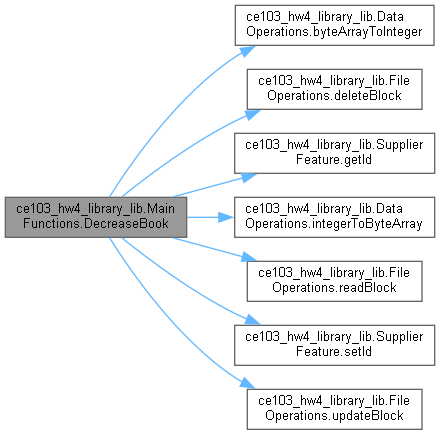 ce103_hw4_library_lib.Data
Operations.byteArrayToInteger
ce103_hw4_library_lib.File
Operations.deleteBlock
ce103_hw4_library_lib.Supplier
Feature.getId
ce103_hw4_library_lib.Main
Functions.DecreaseBook
ce103_hw4_library_lib.Data
Operations.integerToByteArray
ce103_hw4_library_lib.File
Operations.readBlock
ce103_hw4_library_lib.Supplier
Feature.setId
ce103_hw4_library_lib.File
Operations.updateBlock